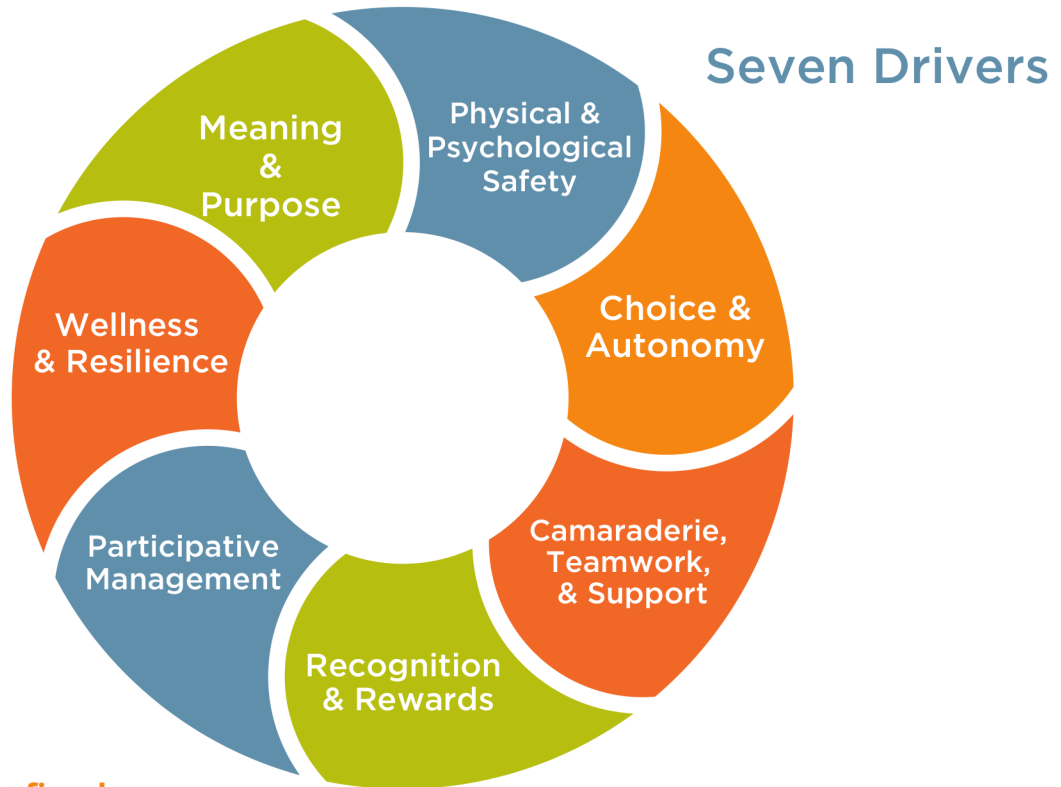 Seven Drivers
Physical &
Psychological
Safety
Choice &
Autonomy
Camaraderie,
Teamwork,
& Support
Recognition
& Rewards
Participative
Management
Wellness
& Resilience
Meaning
&
Purpose